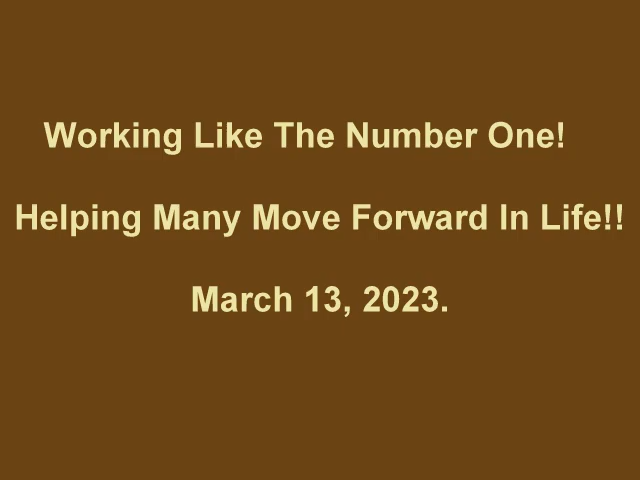 Working Like The Number One!
Helping Many Move Forward In Life!!
March 13, 2023.